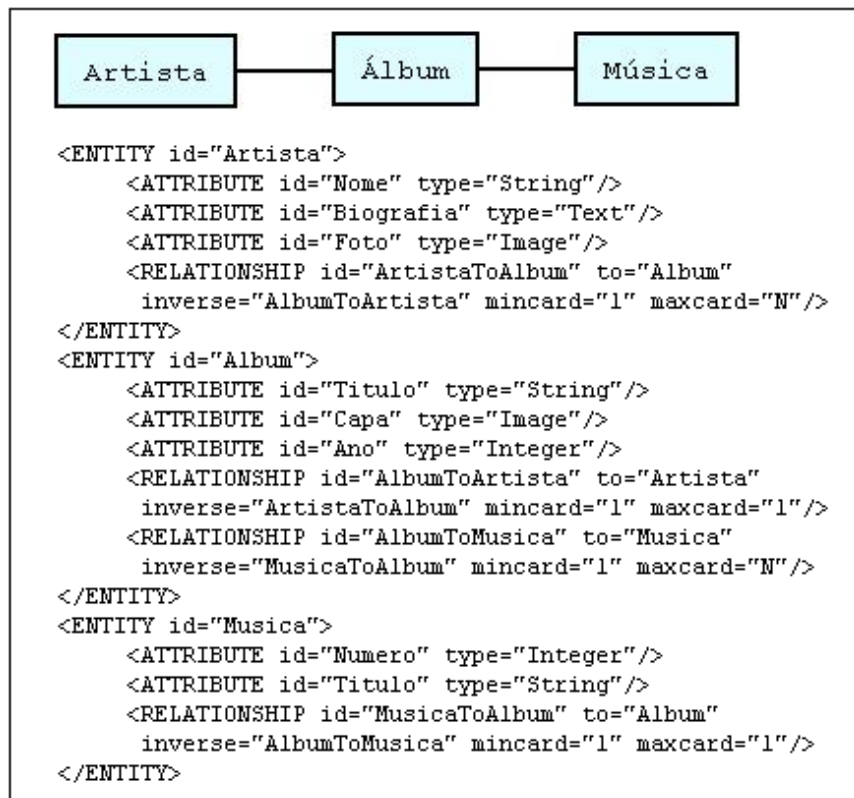 Artista Álbum Música
<ENTITY id="Artista">
<ATTRIBUTE id="Nome" type="String"/>
<ATTRIBUTE id="Biografia" type="Text"/>
<ATTRIBUTE id="Foto" type="Image"/>
<RELATIONSHIP id="ArtistaToAlbum" to="Album"
inverse="AlbumToArtista" mincard="1" maxcard="N"/>
</ENTITY>
<ENTITY id="Album">
<ATTRIBUTE id="Titulo" type="String"/>
<ATTRIBUTE id="Capa" type="Image"/>
<ATTRIBUTE id="Ano" type="Integer"/>
<RELATIONSHIP id="AlbumToArtista" to="Artista"
inverse="ArtistaToAlbum" mincard="1" maxcard="1"/>
<RELATIONSHIP id="AlbumToMusica" to="Musica"
inverse="MusicaToAlbum" mincard="1" maxcard="N"/>
</ENTITY>
<ENTITY id="Musica">
<ATTRIBUTE id="Numero" type="Integer"/>
<ATTRIBUTE id="Titulo" type="String"/>
<RELATIONSHIP id="MusicaToAlbum" to="Album"
inverse="AlbumToMusica" mincard="1" maxcard="1"/>
</ENTITY>